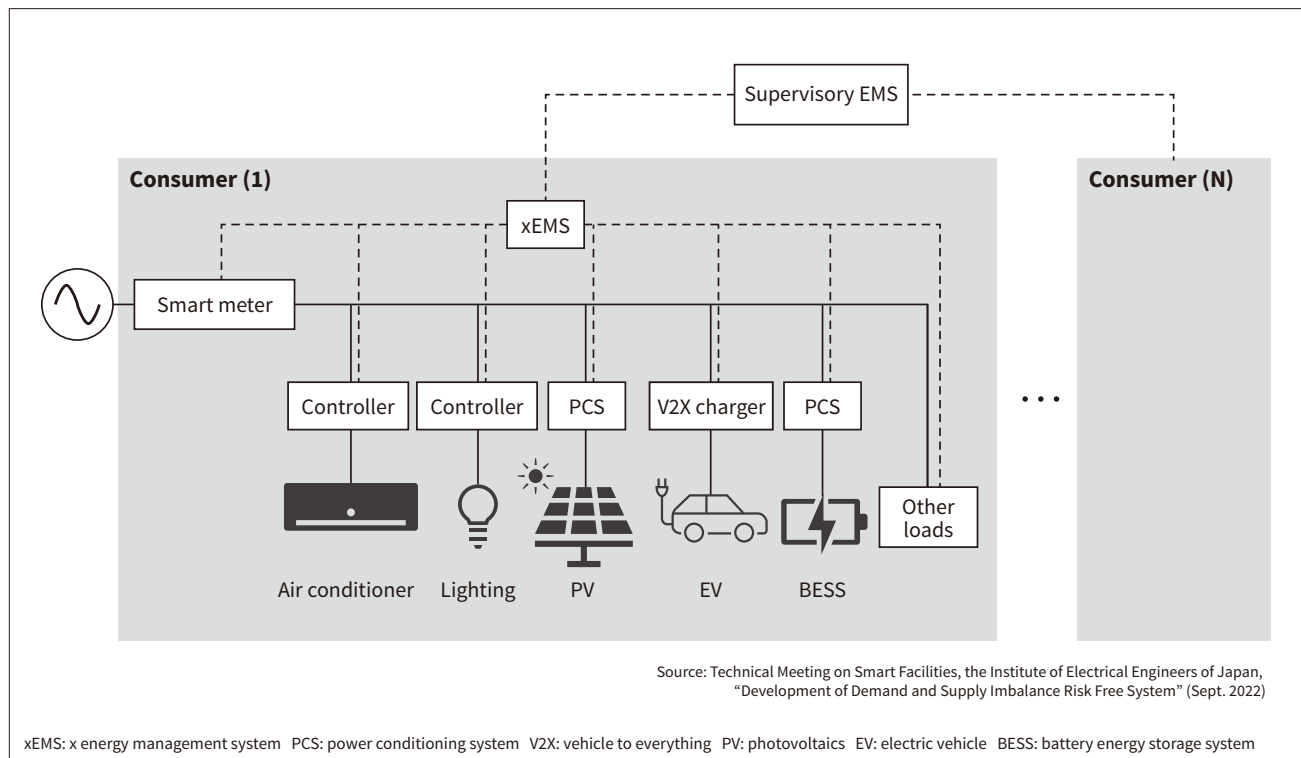 Supervisory EMS
Consumer (1)
Consumer (N)
xEMS
Smart meter
Controller
Controller
PCS
V2X charger
PCS
Other
loads
Air conditioner
Lighting
PV
EV
BESS
Source: Technical Meeting on Smart Facilities, the Institute of Electrical Engineers of Japan,
“Development of Demand and Supply Imbalance Risk Free System” (Sept. 2022)
xEMS: x energy management system PCS: power conditioning system V2X: vehicle to everything PV: photovoltaics EV: electric vehicle BESS: battery energy storage system